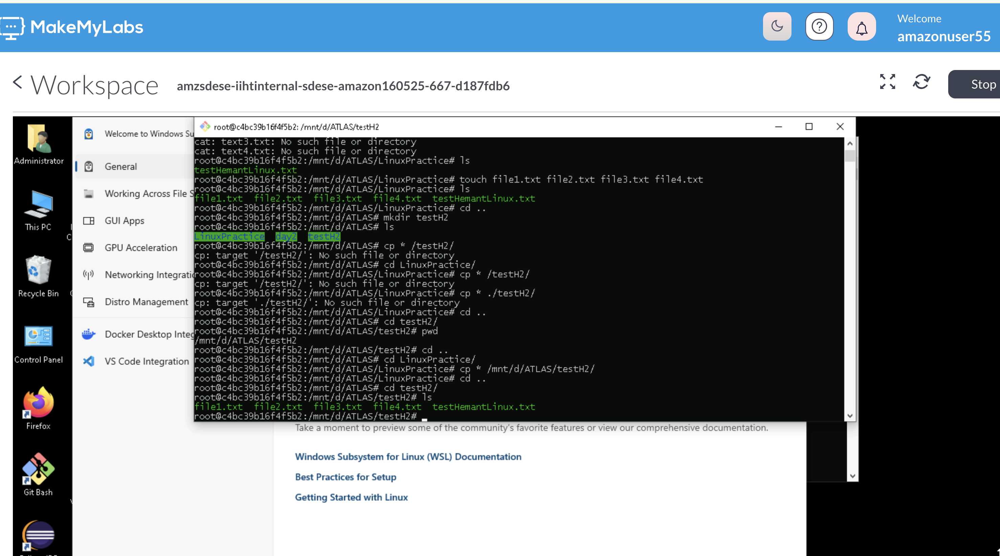 MakeMyLabs
Welcome
amazonuser55
Workspace
amzsdese-iihtinternal-sdese-amazon160525-667-d187fdb6
Stop
Administrator
This PC
Recycle Bin
Control Panel
Firefox
Git Bash
Welcome to Windows Su
General
Working Across File S
GUI Apps
GPU Acceleration
Networking Integratio
Distro Management
Docker Desktop Integ
VS Code Integration
root@c4bc39b16f4f5b2: /mnt/d/ATLAS/testH2
cat: text3.txt: No such file or directory
cat: text4.txt: No such file or directory
root@c4bc39b16f4f5b2:/mnt/d/ATLAS/LinuxPractice# ls
testHemantLinux.txt
root@c4bc39b16f4f5b2:/mnt/d/ATLAS/LinuxPractice# touch file1.txt file2.txt file3.txt file4.txt
root@c4bc39b16f4f5b2:/mnt/d/ATLAS/LinuxPractice# ls
file1.txt  file2.txt  file3.txt  file4.txt  testHemantLinux.txt
root@c4bc39b16f4f5b2:/mnt/d/ATLAS/LinuxPractice# cd ..
root@c4bc39b16f4f5b2:/mnt/d/ATLAS# mkdir testH2
root@c4bc39b16f4f5b2:/mnt/d/ATLAS# ls
LinuxPractice  day2  testH2
root@c4bc39b16f4f5b2:/mnt/d/ATLAS# cp * /testH2/
cp: target '/testH2/': No such file or directory
root@c4bc39b16f4f5b2:/mnt/d/ATLAS# cd LinuxPractice/
root@c4bc39b16f4f5b2:/mnt/d/ATLAS/LinuxPractice# cp * /testH2/
cp: target '/testH2/': No such file or directory
root@c4bc39b16f4f5b2:/mnt/d/ATLAS/LinuxPractice# cp * ./testH2/
cp: target './testH2/': No such file or directory
root@c4bc39b16f4f5b2:/mnt/d/ATLAS/LinuxPractice# cd ..
root@c4bc39b16f4f5b2:/mnt/d/ATLAS# cd testH2/
root@c4bc39b16f4f5b2:/mnt/d/ATLAS/testH2# pwd
/mnt/d/ATLAS/testH2
root@c4bc39b16f4f5b2:/mnt/d/ATLAS/testH2# cd ..
root@c4bc39b16f4f5b2:/mnt/d/ATLAS# cd LinuxPractice/
root@c4bc39b16f4f5b2:/mnt/d/ATLAS/LinuxPractice# cp * /mnt/d/ATLAS/testH2/
root@c4bc39b16f4f5b2:/mnt/d/ATLAS/LinuxPractice# cd ..
root@c4bc39b16f4f5b2:/mnt/d/ATLAS# cd testH2/
root@c4bc39b16f4f5b2:/mnt/d/ATLAS/testH2# ls
file1.txt  file2.txt  file3.txt  file4.txt  testHemantLinux.txt
root@c4bc39b16f4f5b2:/mnt/d/ATLAS/testH2#
Take a moment to preview some of the community's favorite features or view our comprehensive documentation.
Windows Subsystem for Linux (WSL) Documentation
Best Practices for Setup
Getting Started with Linux